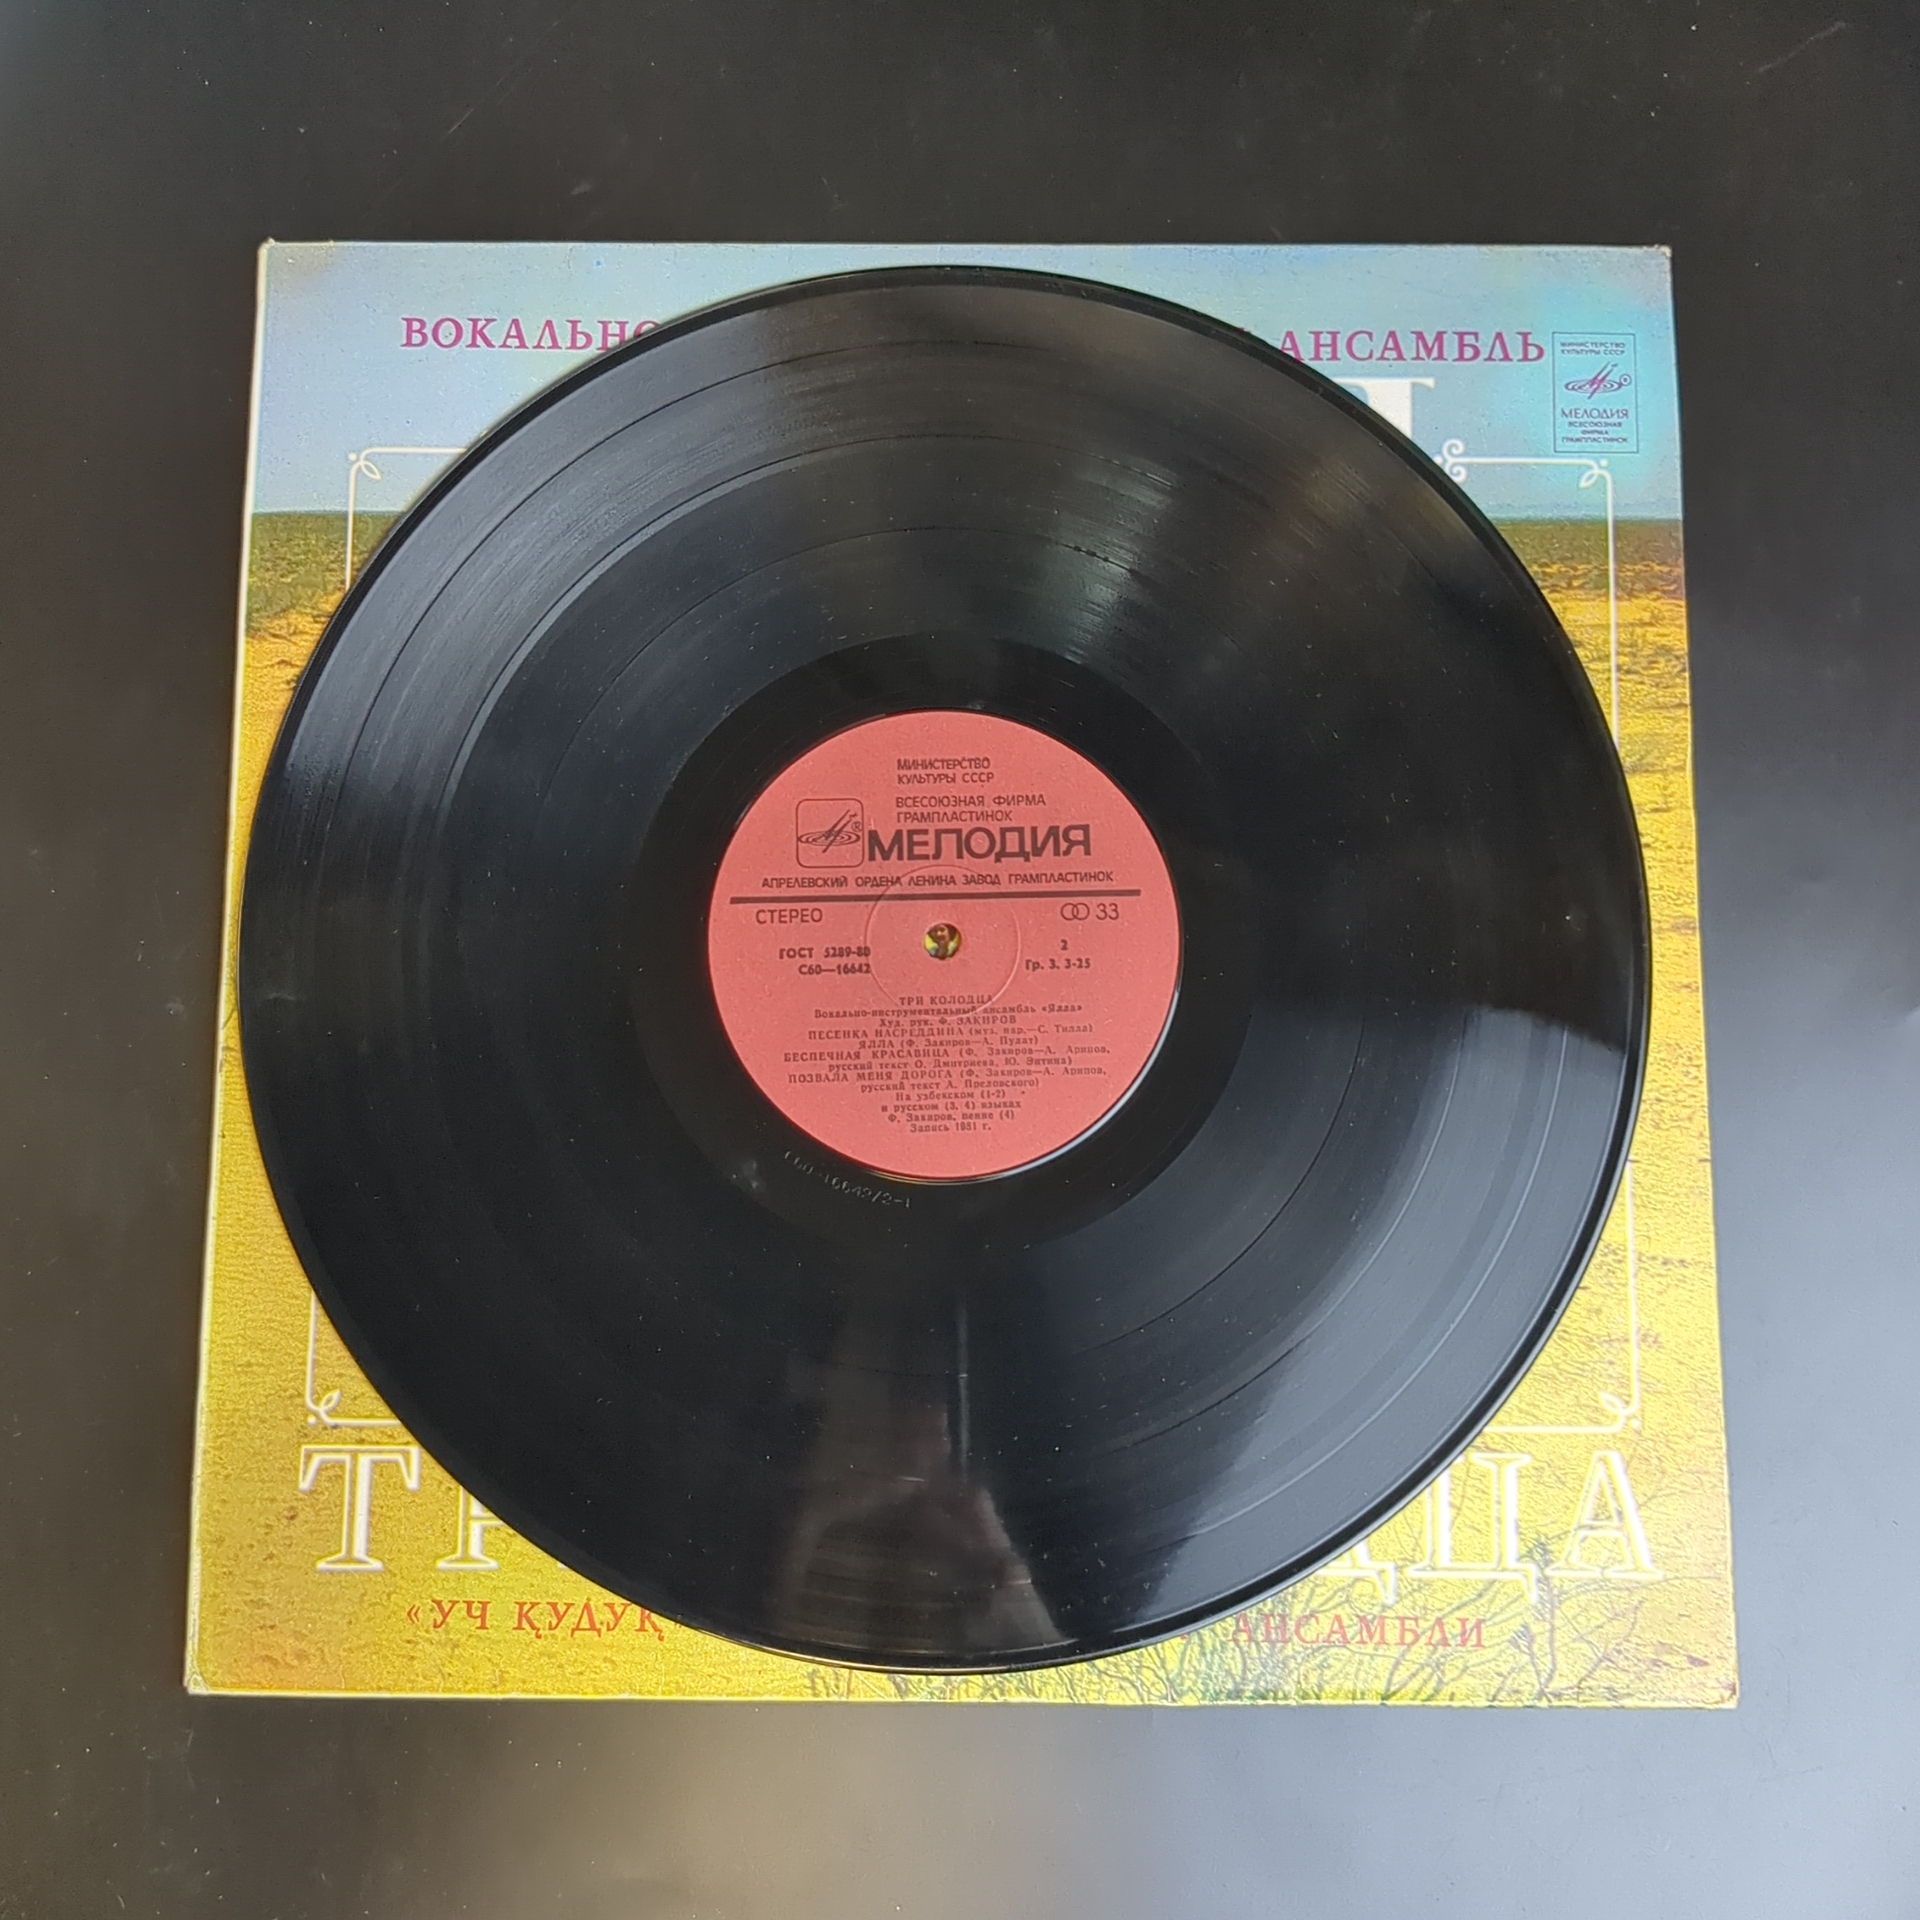 ВОКАЛЬНО
АНСАМБЛЬ
МИНИСТЕРСТВО
КУЛЬТУРЫ СССР
МЕЛОДИЯ
ВСЕСОЮЗНАЯ
ФИРМА
ГРАМПЛАСТИНОК
МИНИСТЕРСТВО
КУЛЬТУРЫ СССР
ВСЕСОЮЗНАЯ ФИРМА
ГРАМПЛАСТИНОК
МЕЛОДИЯ
АПРЕЛЕВСКИЙ ОРДЕНА ЛЕНИНА ЗАВОД ГРАМПЛАСТИНОК
СТЕРЕО 33
ГОСТ 5289-80 2
С60—16642 Гр. 3. 3-25
ТРИ КОЛОДЦА
Вокально-инструментальный ансамбль «Ялла»
Худ. рук. Ф. ЗАКИРОВ
ПЕСЕНКА НАСРЕДДИНА (муз. нар.—С. Тилла)
ЯЛЛА (Ф. Закиров—А. Пулат)
БЕСПЕЧНАЯ КРАСАВИЦА (Ф. Закиров—А. Арипов,
русский текст О. Дмитриева, Ю. Энтина)
ПОЗВАЛА МЕНЯ ДОРОГА (Ф. Закиров—А. Арипов,
русский текст А. Преловского)
На узбекском (1-2)
и русском (3, 4) языках
Ф. Закиров, пение (4)
Запись 1981 г.
С60-16642/2-1
ТР ДЦА
«УЧ ҚУДУҚ» АНСАМБЛИ